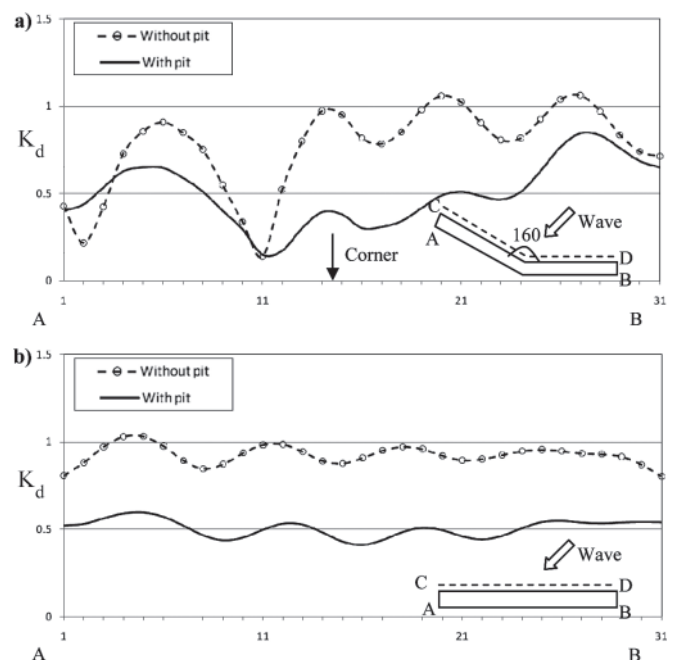 a)
1.5
Without pit
With pit
1
K_d
0.5
C
A
160
Wave
D
B
Corner
0
1
11
21
31
A
B
b)
1.5
Without pit
With pit
1
K_d
0.5
Wave
C
D
A
B
0
1
11
21
31
A
B